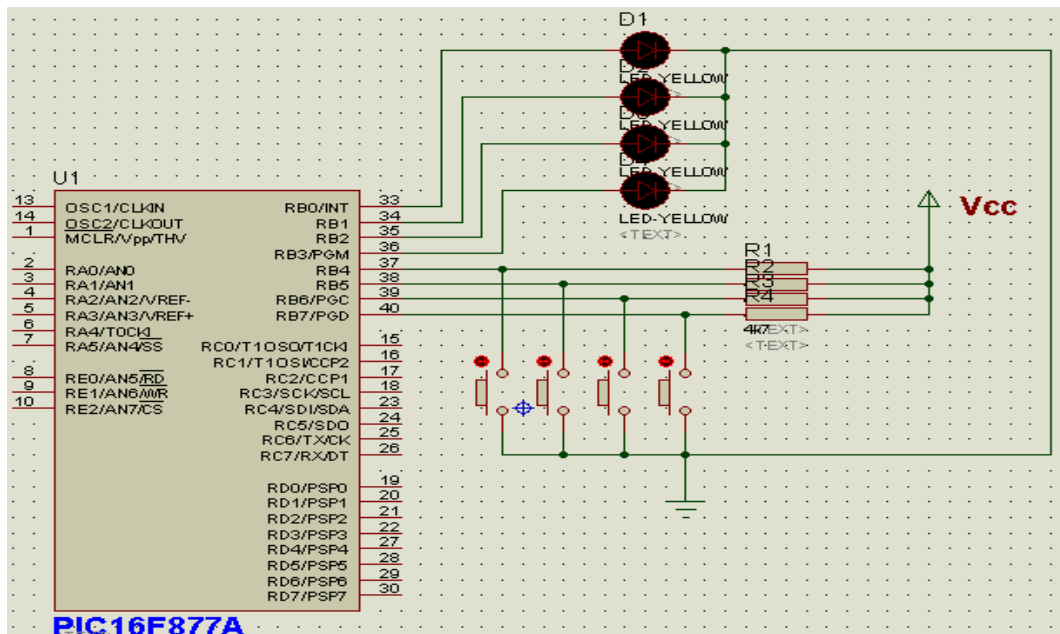 D1
D2
LED-YELLOW
D3
LED-YELLOW
D4
LED-YELLOW
LED-YELLOW
<TEXT>
U1
13 OSC1/CLKIN
14 OSC2/CLKOUT
1 MCLR/Vpp/THV
2 RA0/AN0
3 RA1/AN1
4 RA2/AN2/VREF-
5 RA3/AN3/VREF+
6 RA4/T0CKI
7 RA5/AN4/SS
8 RE0/AN5/RD
9 RE1/AN6/WR
10 RE2/AN7/CS
RB0/INT 33
RB1 34
RB2 35
RB3/PGM 36
RB4 37
RB5 38
RB6/PGC 39
RB7/PGD 40
RC0/T1OSO/T1CKI 15
RC1/T1OSI/CCP2 16
RC2/CCP1 17
RC3/SCK/SCL 18
RC4/SDI/SDA 23
RC5/SDO 24
RC6/TX/CK 25
RC7/RX/DT 26
RD0/PSP0 19
RD1/PSP1 20
RD2/PSP2 21
RD3/PSP3 22
RD4/PSP4 27
RD5/PSP5 28
RD6/PSP6 29
RD7/PSP7 30
PIC16F877A
Vcc
R1
R2
R3
R4
4k7
<TEXT>